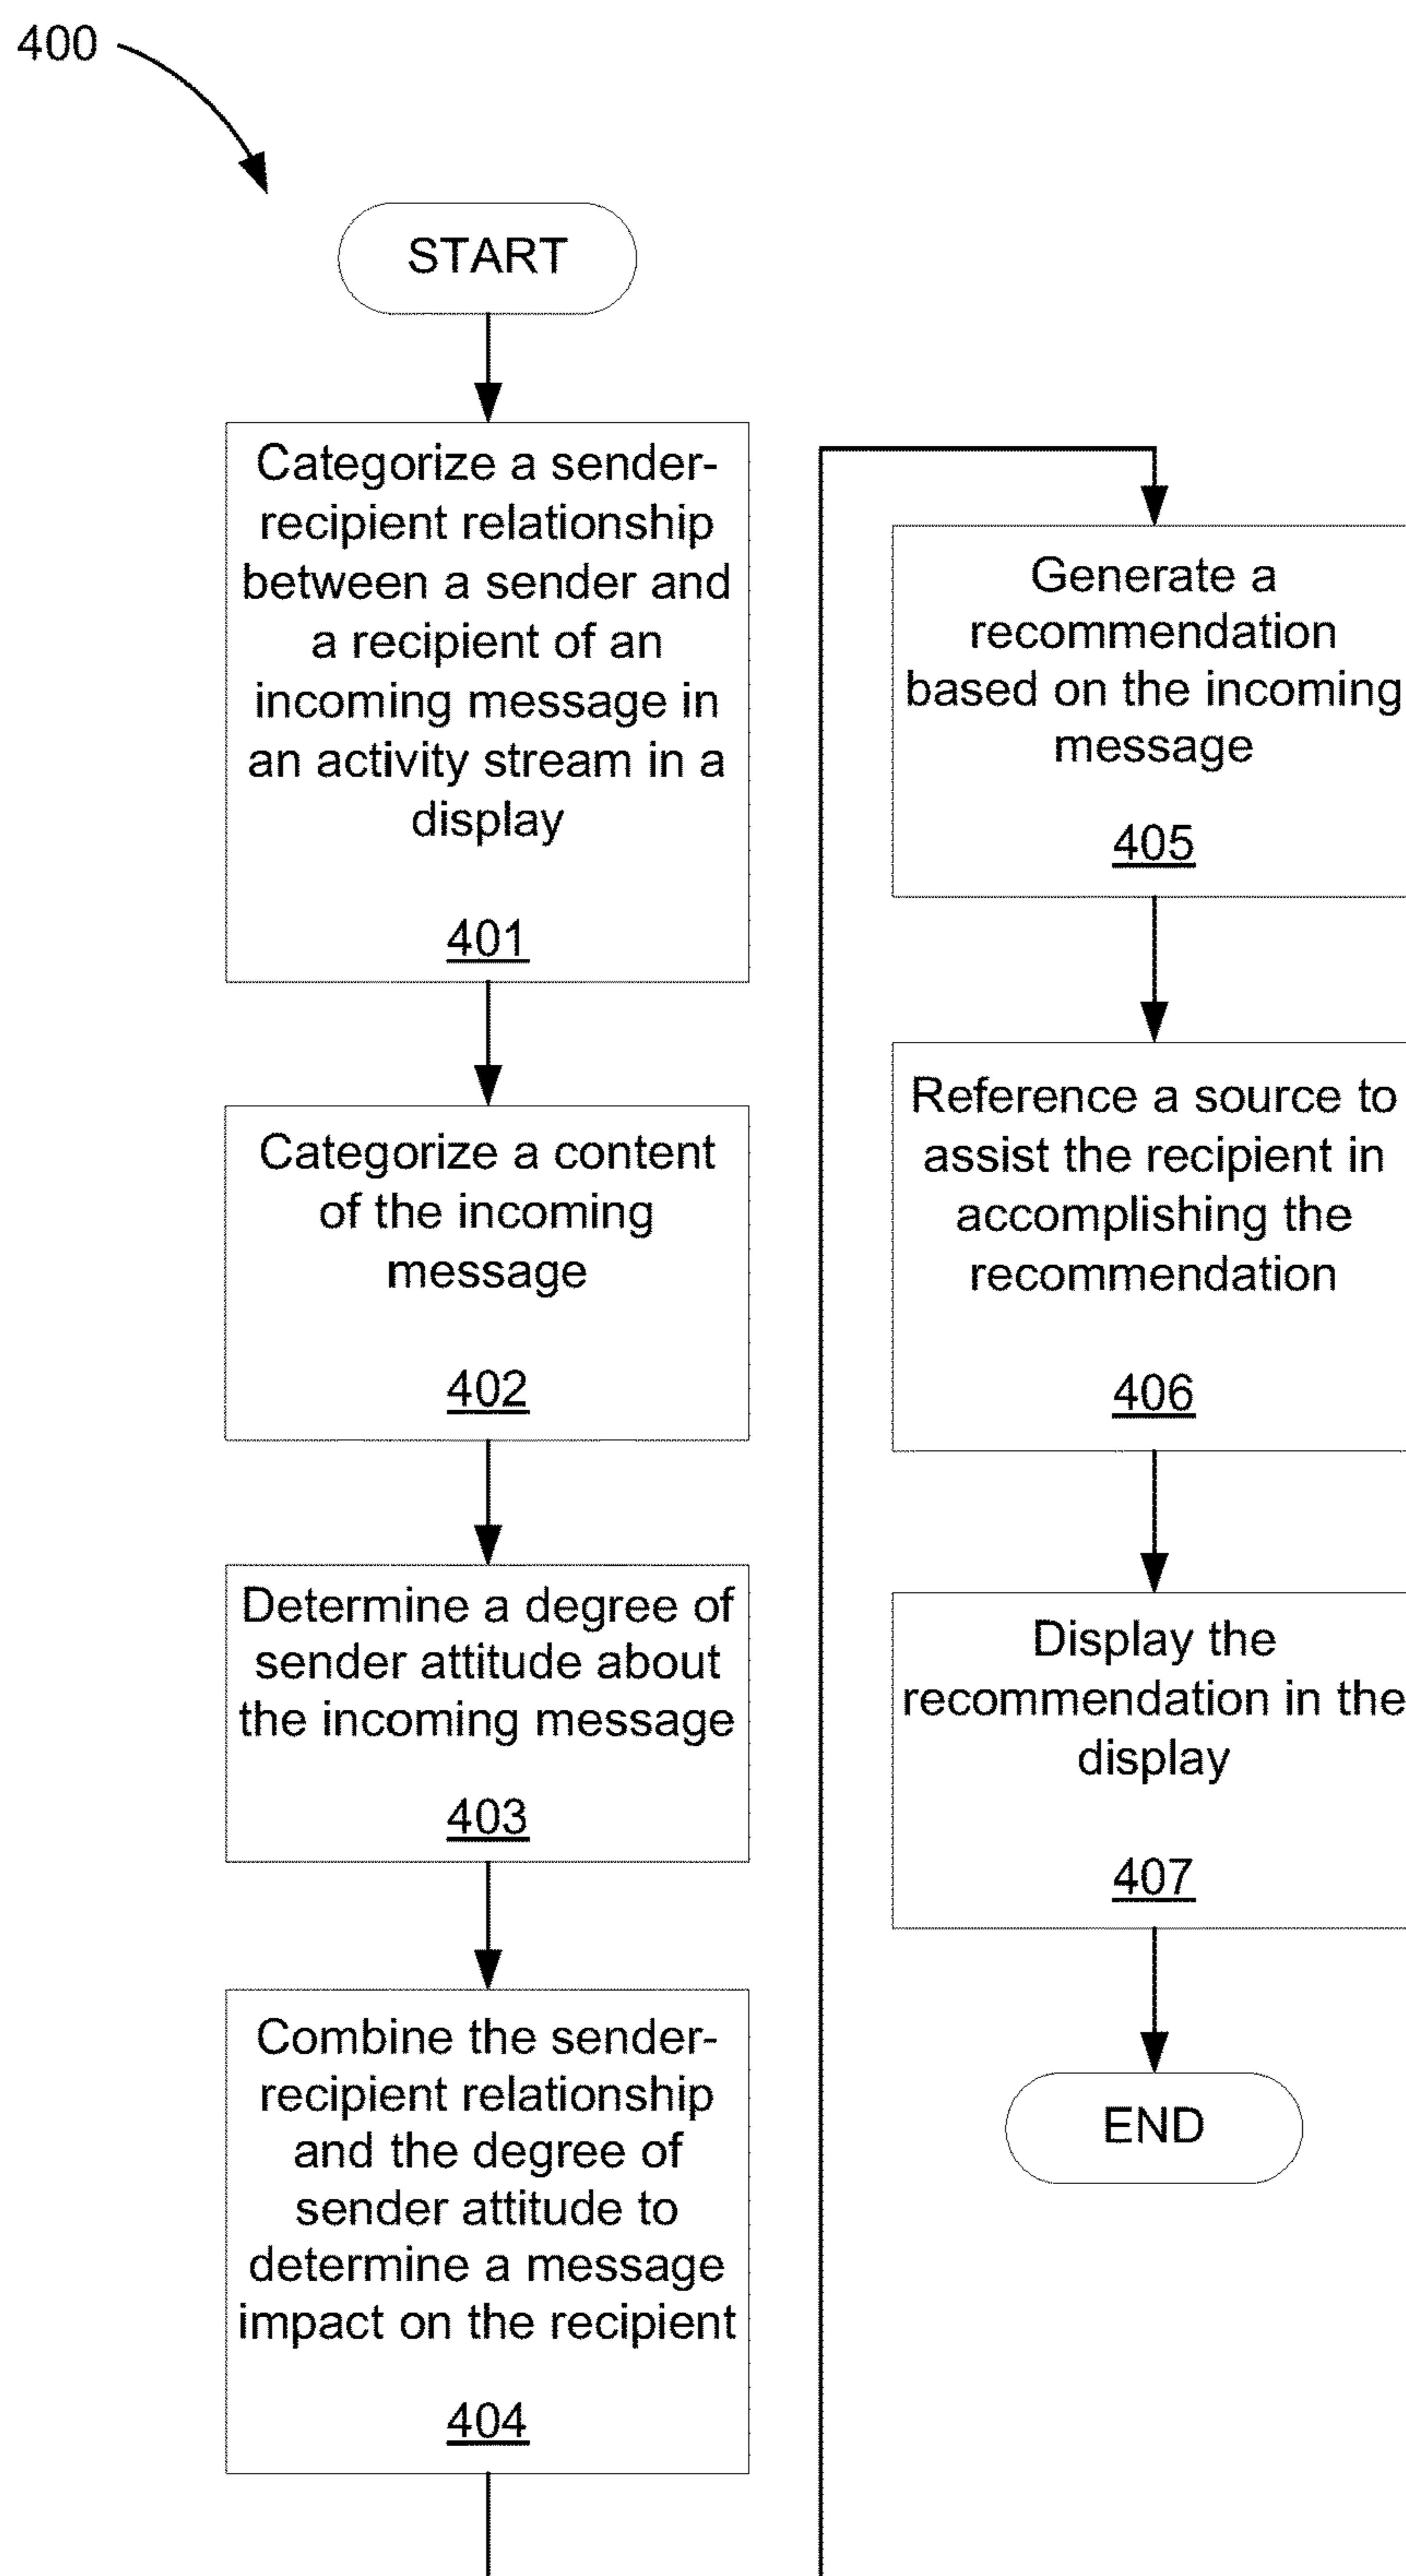 400
START
Categorize a sender-
recipient relationship
between a sender and
a recipient of an
incoming message in
an activity stream in a
display
401
Categorize a content
of the incoming
message
402
Determine a degree of
sender attitude about
the incoming message
403
Combine the sender-
recipient relationship
and the degree of
sender attitude to
determine a message
impact on the recipient
404
Generate a
recommendation
based on the incoming
message
405
Reference a source to
assist the recipient in
accomplishing the
recommendation
406
Display the
recommendation in the
display
407
END